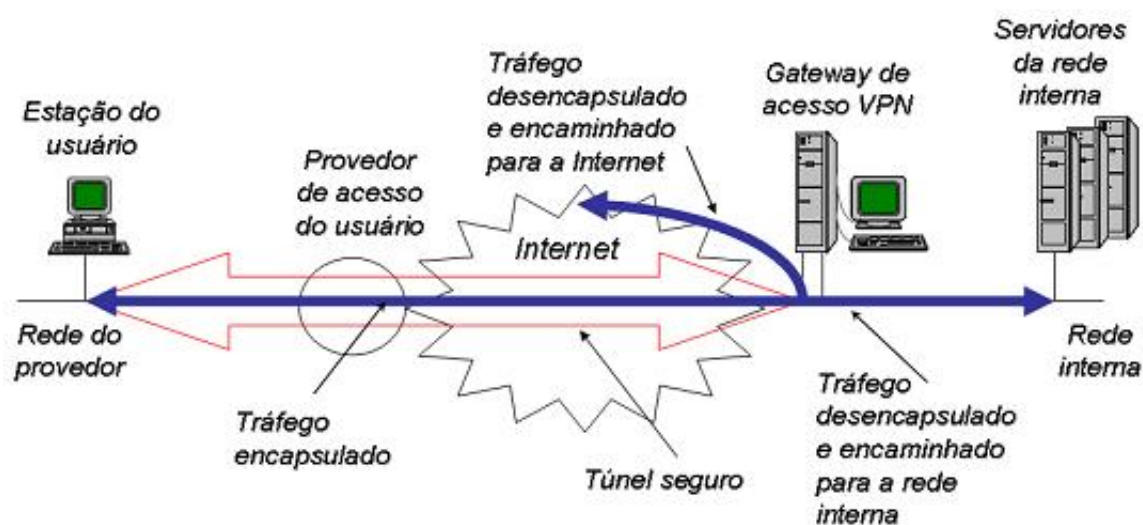 Estação do
usuário
Provedor
de acesso
do usuário
Tráfego
desencapsulado
e encaminhado
para a Internet
Gateway de
acesso VPN
Servidores
da rede
interna
Internet
Rede do
provedor
Tráfego
encapsulado
Túnel seguro
Tráfego
desencapsulado
e encaminhado
para a rede
interna
Rede
interna